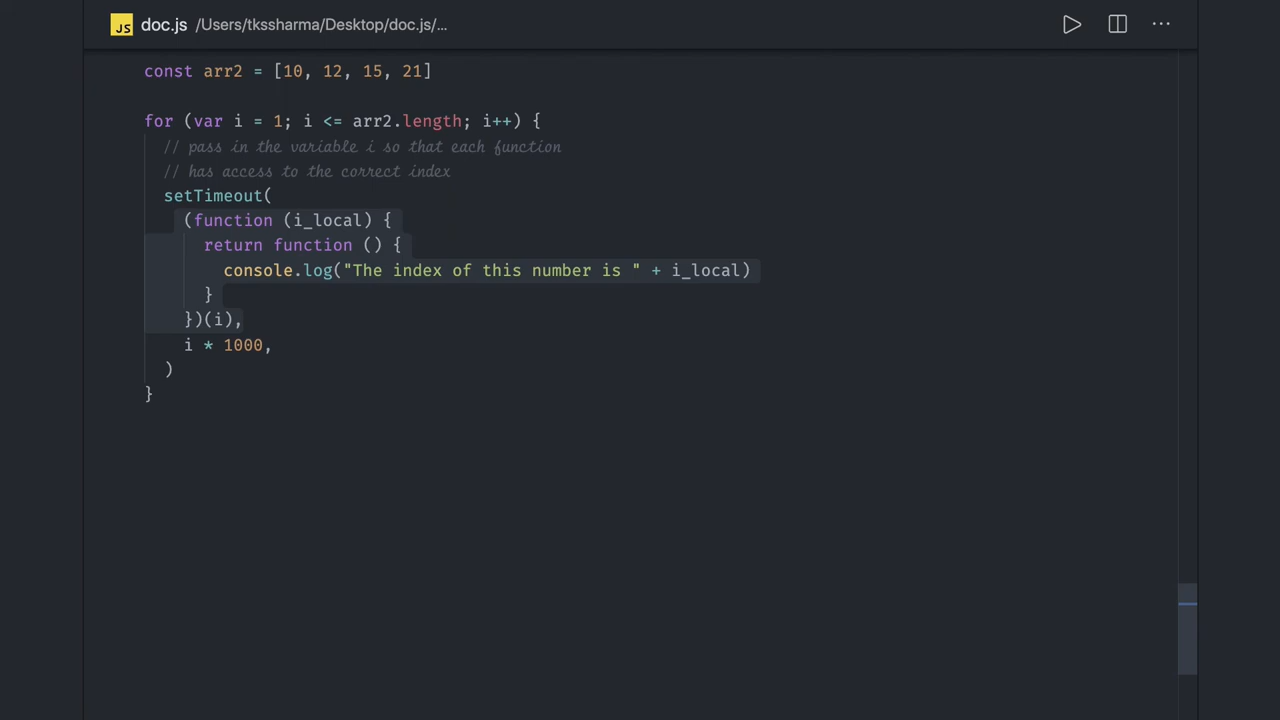 JS doc.js /Users/tkssharma/Desktop/doc.js/...
const arr2 = [10, 12, 15, 21]
for (var i = 1; i <= arr2.length; i++) {
// pass in the variable i so that each function
// has access to the correct index
setTimeout(
(function (i_local) {
return function () {
console.log("The index of this number is " + i_local)
}
})(i),
i * 1000,
)
}